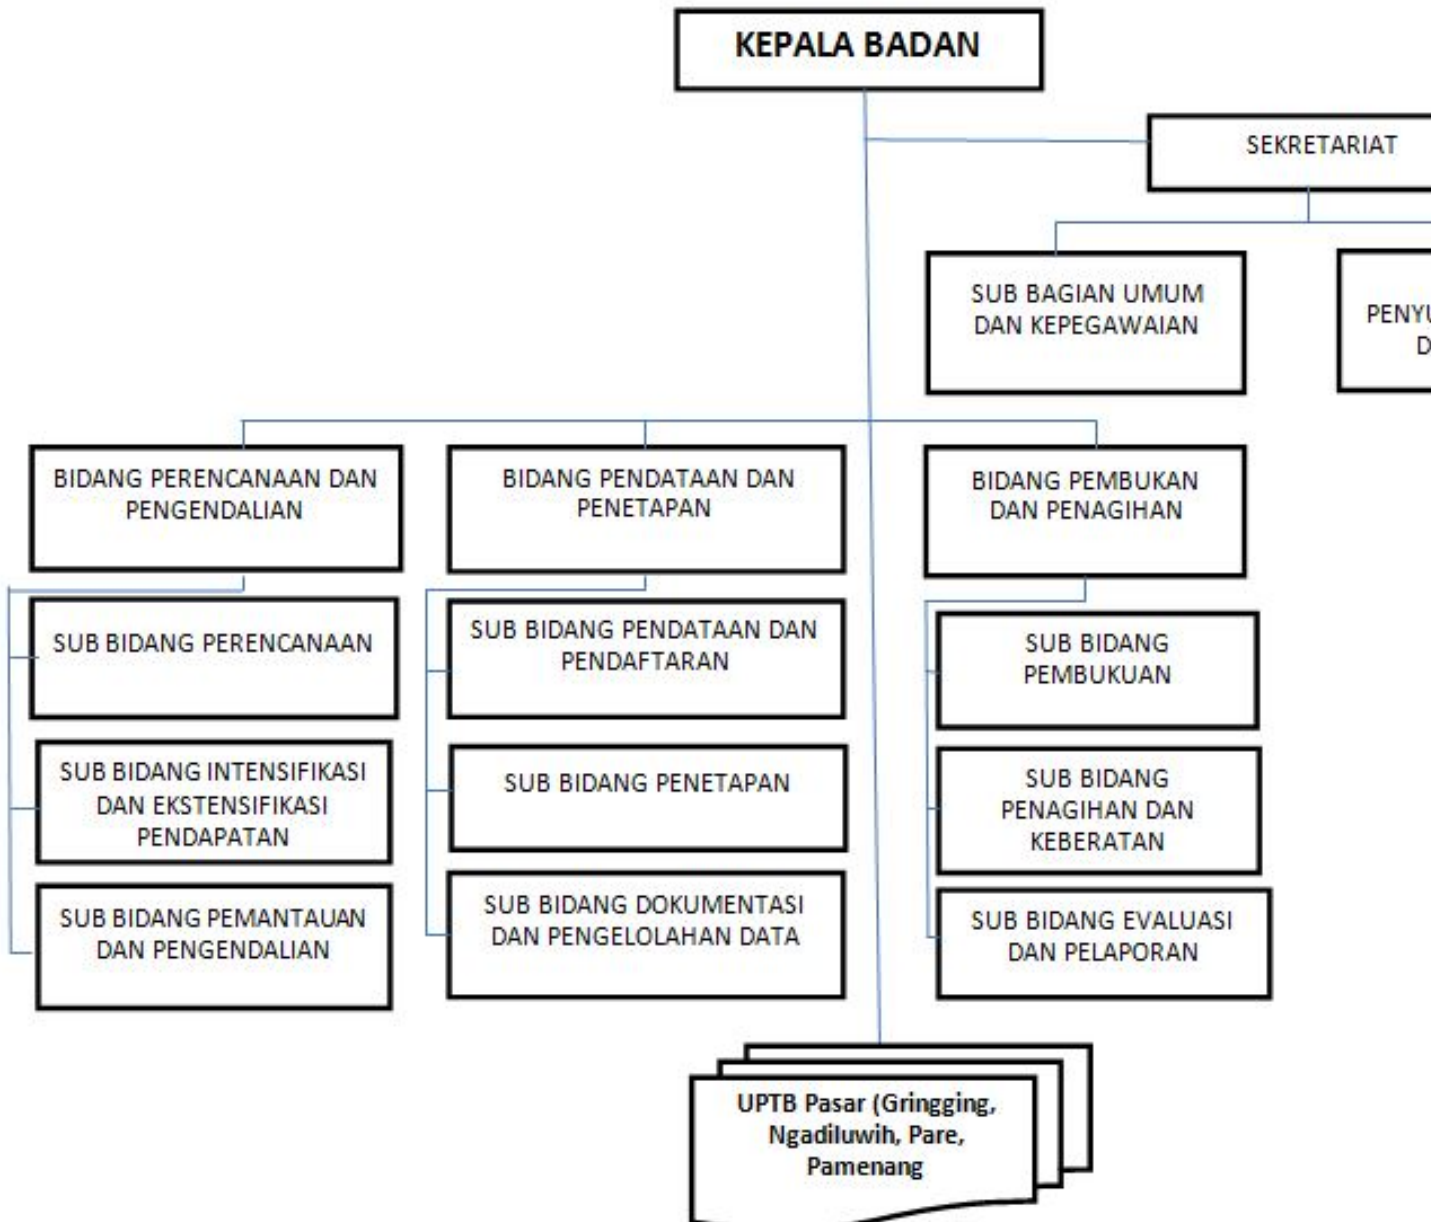 KEPALA BADAN
SEKRETARIAT
SUB BAGIAN UMUM
DAN KEPEGAWAIAN
BIDANG PERENCANAAN DAN
PENGENDALIAN
BIDANG PENDATAAN DAN
PENETAPAN
BIDANG PEMBUKAN
DAN PENAGIHAN
SUB BIDANG PERENCANAAN
SUB BIDANG INTENSIFIKASI
DAN EKSTENSIFIKASI
PENDAPATAN
SUB BIDANG PEMANTAUAN
DAN PENGENDALIAN
SUB BIDANG PENDATAAN DAN
PENDAFTARAN
SUB BIDANG PENETAPAN
SUB BIDANG DOKUMENTASI
DAN PENGELOLAHAN DATA
SUB BIDANG
PEMBUKUAN
SUB BIDANG
PENAGIHAN DAN
KEBERATAN
SUB BIDANG EVALUASI
DAN PELAPORAN
UPTB Pasar (Gringging,
Ngadiluwih, Pare,
Pamenang